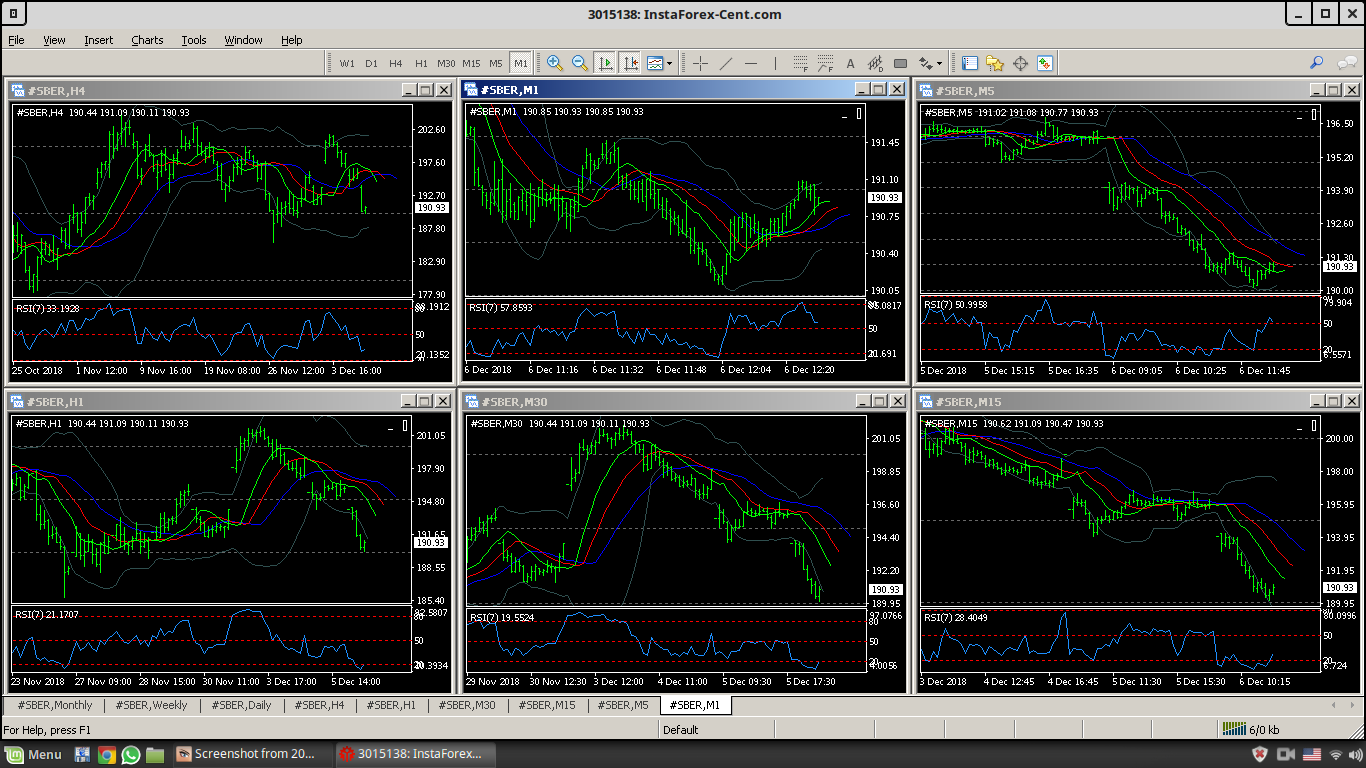 3015138: InstaForex-Cent.com
File View Insert Charts Tools Window Help
W1 D1 H4 H1 M30 M15 M5 M1
#SBER,H4
#SBER,H4 190.44 191.09 190.11 190.93
202.60
197.60
192.70
190.93
187.80
182.90
177.90
RSI(7) 33.1928
80
50
20.1352
25 Oct 2018 1 Nov 12:00 9 Nov 16:00 19 Nov 08:00 26 Nov 12:00 3 Dec 16:00
#SBER,M1
#SBER,M1 190.85 190.93 190.85 190.93
191.45
191.10
190.93
190.75
190.40
190.05
RSI(7) 57.8593
50
6 Dec 2018 6 Dec 11:16 6 Dec 11:32 6 Dec 11:48 6 Dec 12:04 6 Dec 12:20
#SBER,M5
#SBER,M5 191.02 191.08 190.77 190.93
196.50
195.20
193.90
192.60
191.30
190.93
190.00
RSI(7) 50.9958
79.904
50
20
6.5571
5 Dec 2018 5 Dec 15:15 5 Dec 16:35 6 Dec 09:05 6 Dec 10:25 6 Dec 11:45
#SBER,H1
#SBER,H1 190.44 191.09 190.11 190.93
201.05
197.90
194.80
191.65
190.93
188.55
185.40
RSI(7) 21.1707
92.5807
80
50
23 Nov 2018 27 Nov 09:00 28 Nov 15:00 30 Nov 11:00 3 Dec 17:00 5 Dec 14:00
#SBER,M30
#SBER,M30 190.44 191.09 190.11 190.93
201.05
198.85
196.60
194.40
192.20
190.93
189.95
RSI(7) 19.5524
97.0766
80
50
20
29 Nov 2018 30 Nov 12:30 3 Dec 12:00 4 Dec 11:00 5 Dec 09:30 5 Dec 17:30
#SBER,M15
#SBER,M15 190.62 191.09 190.47 190.93
200.00
198.00
195.95
193.95
191.95
190.93
189.95
RSI(7) 28.4049
80.0996
50
20
6.724
3 Dec 2018 4 Dec 12:45 4 Dec 16:45 5 Dec 11:30 5 Dec 15:30 6 Dec 10:15
#SBER,Monthly #SBER,Weekly #SBER,Daily #SBER,H4 #SBER,H1 #SBER,M30 #SBER,M15 #SBER,M5 #SBER,M1
For Help, press F1 Default 6/0 kb
Menu Screenshot from 20... 3015138: InstaForex...